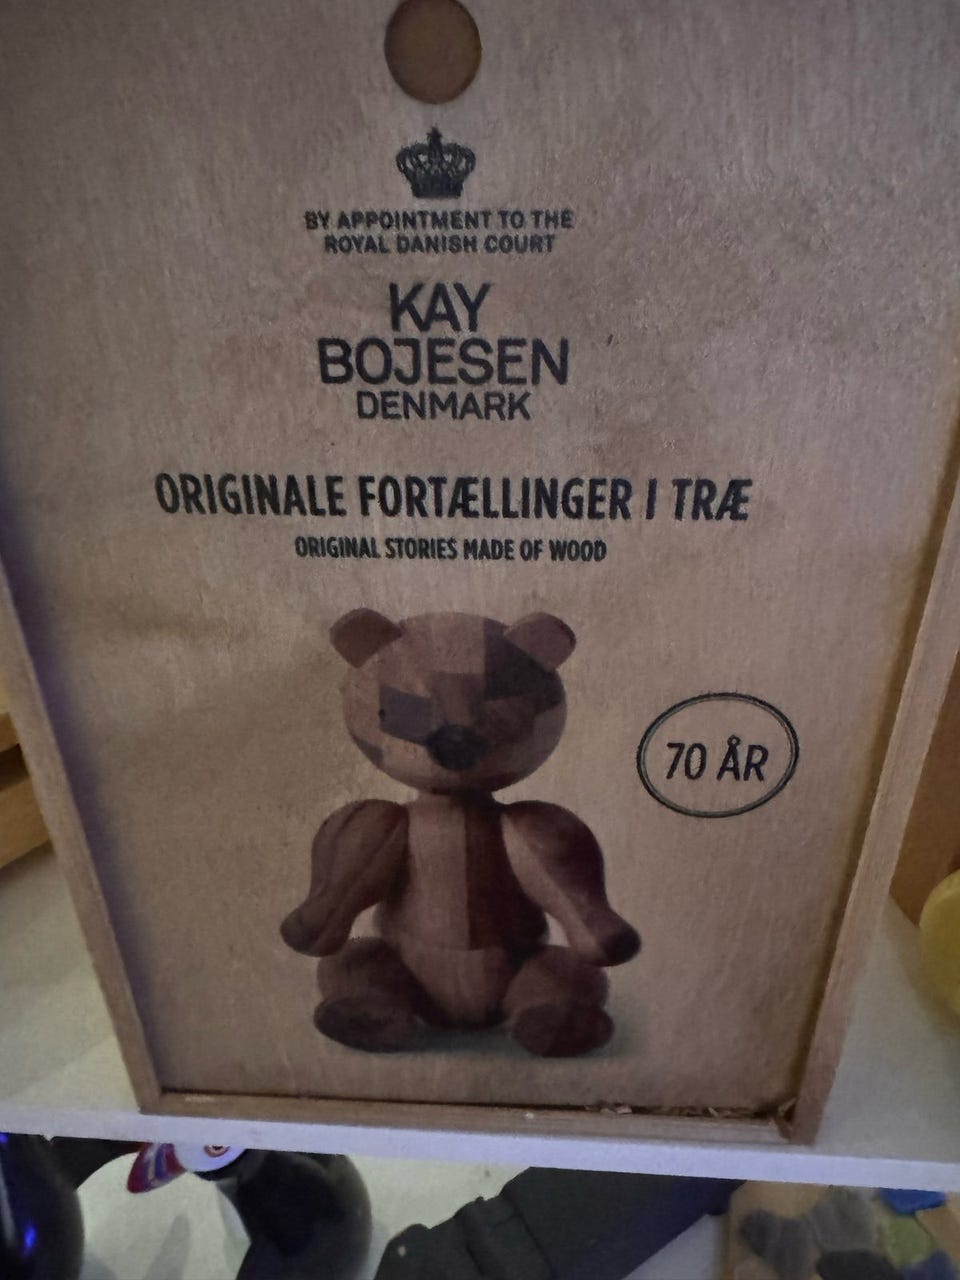 BY APPOINTMENT TO THE
ROYAL DANISH COURT
KAY
BOJESEN
DENMARK
ORIGINALE FORTÆLLINGER I TRÆ
ORIGINAL STORIES MADE OF WOOD
70 ÅR